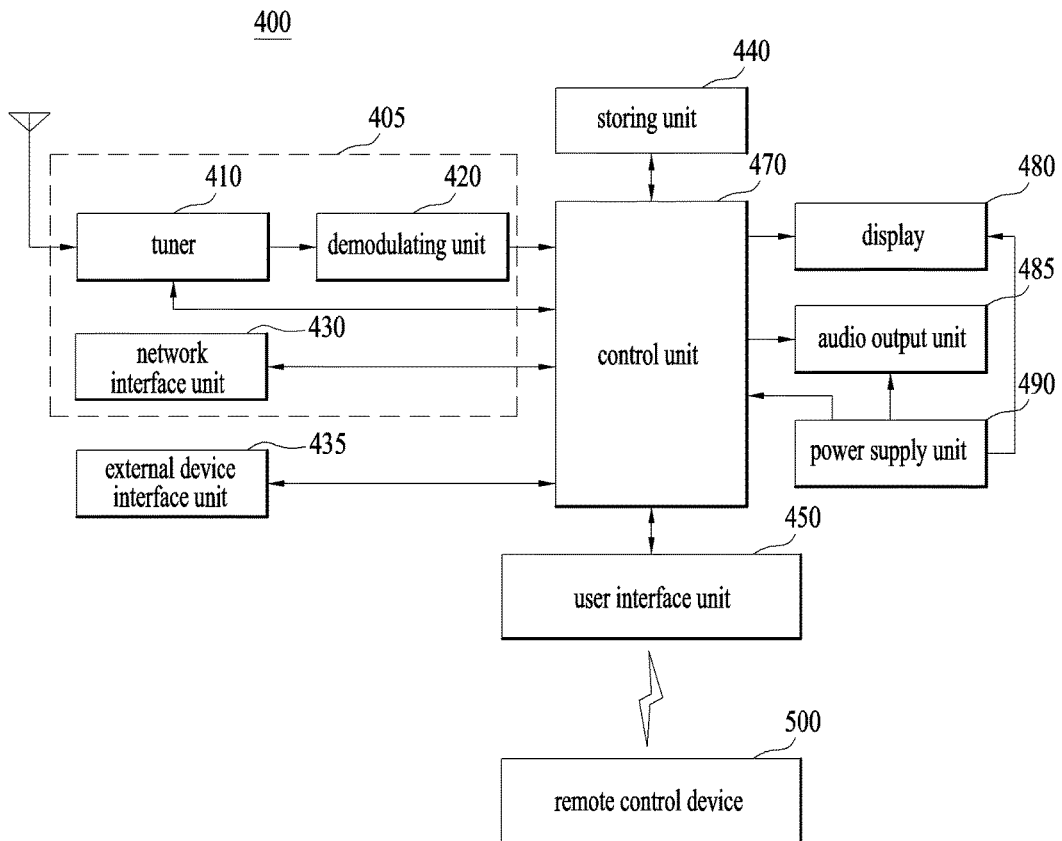 400
440
storing unit
405
410
tuner
420
demodulating unit
470
control unit
480
display
485
audio output unit
430
network
interface unit
490
power supply unit
435
external device
interface unit
450
user interface unit
500
remote control device